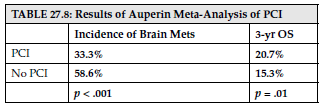 TABLE 27.8: Results of Auperin Meta-Analysis of PCI
Incidence of Brain Mets 3-yr OS
PCI 33.3% 20.7%
No PCI 58.6% 15.3%
p < .001 p = .01